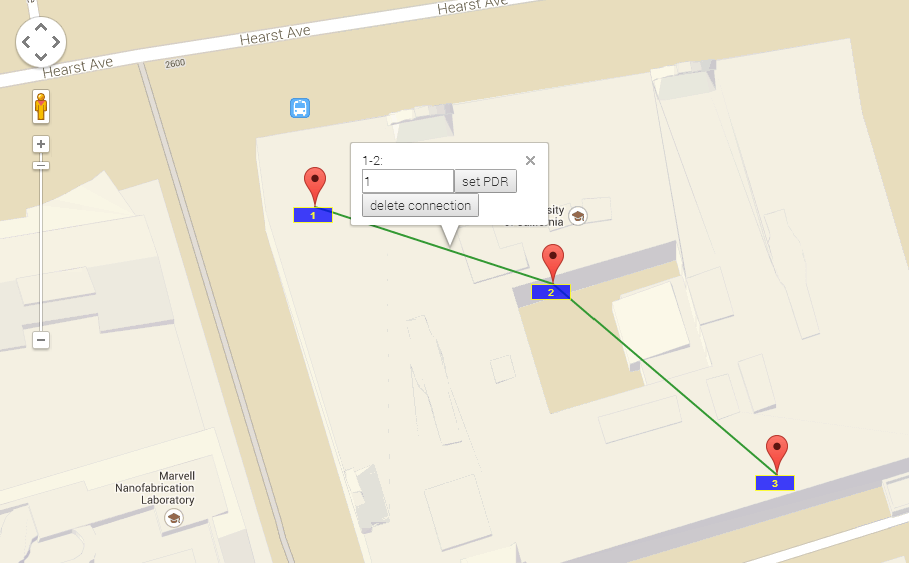 Hearst Ave
Hearst Ave
Hearst Ave
2600
1-2:
1
set PDR
delete connection
1
2
3
Marvell
Nanofabrication
Laboratory